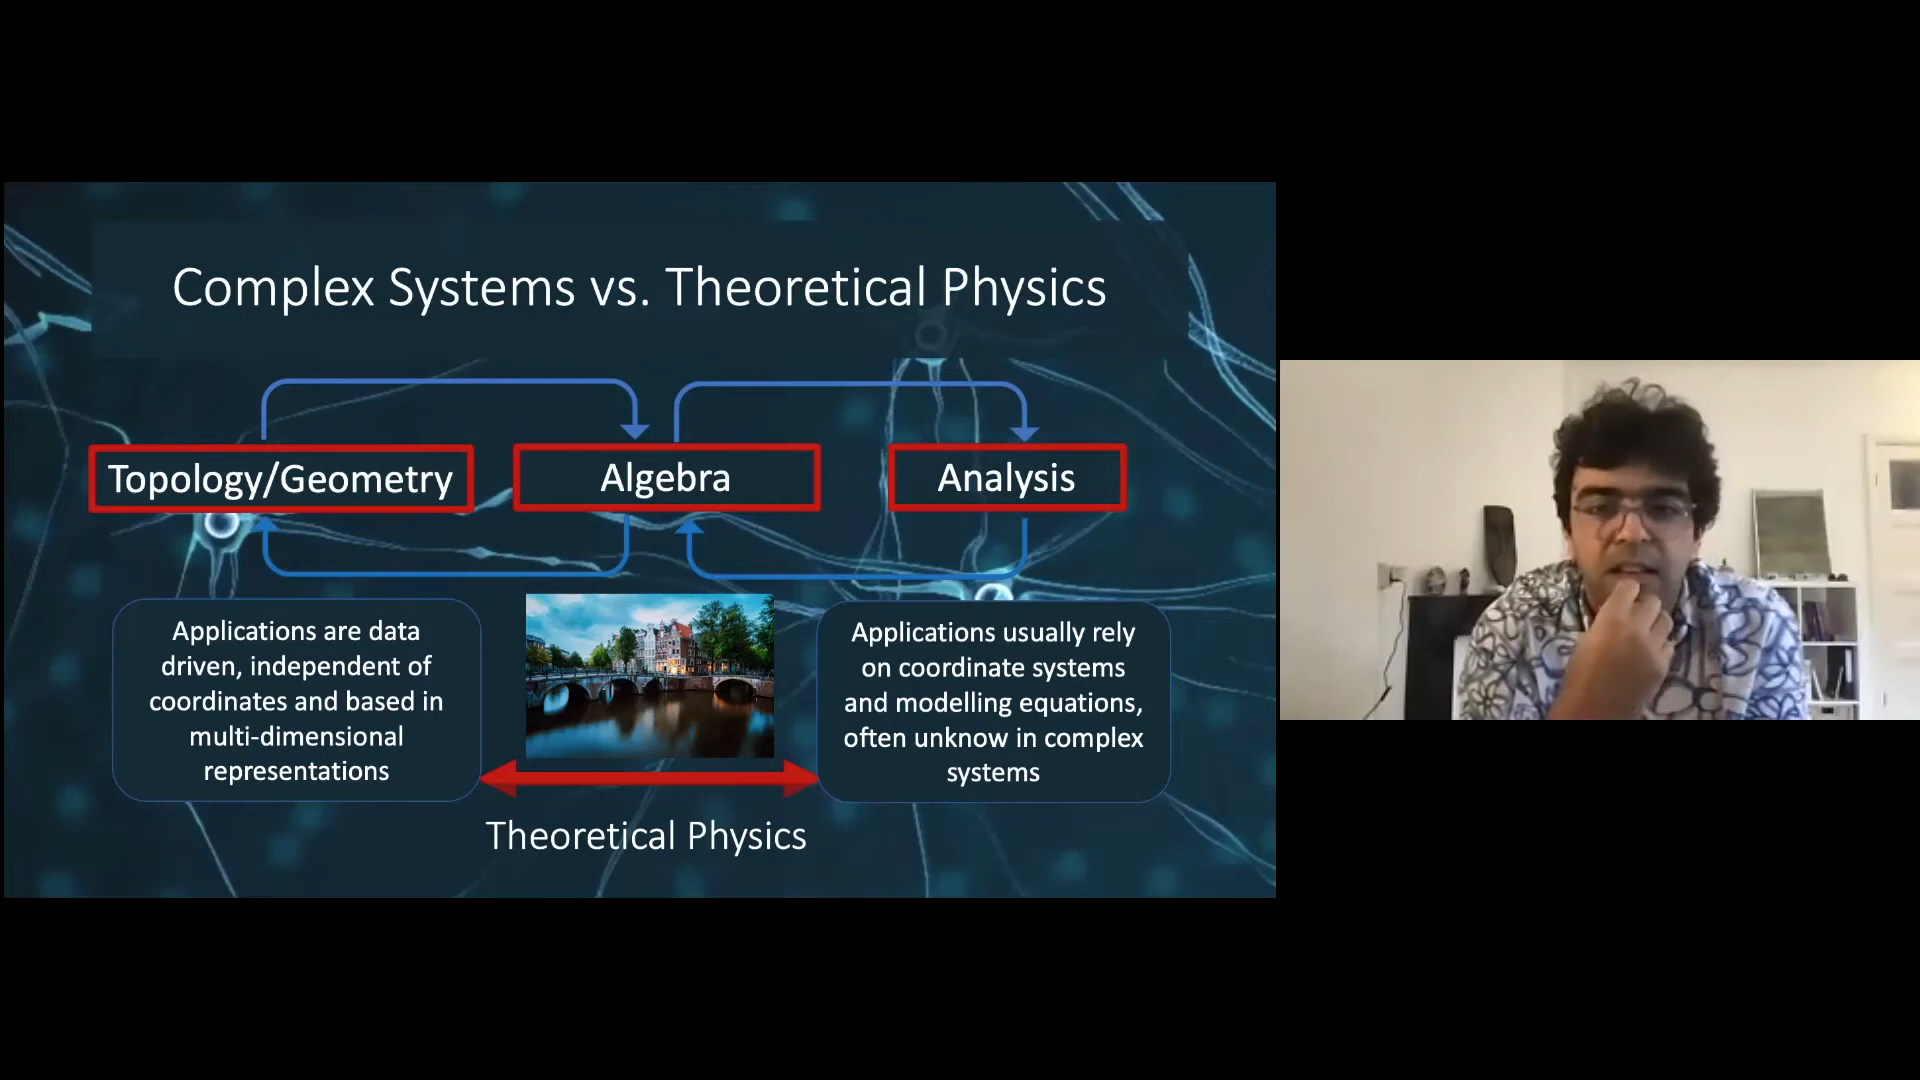 Complex Systems vs. Theoretical Physics
Topology/Geometry
Algebra
Analysis
Applications are data
driven, independent of
coordinates and based in
multi-dimensional
representations
Applications usually rely
on coordinate systems
and modelling equations,
often unknow in complex
systems
Theoretical Physics